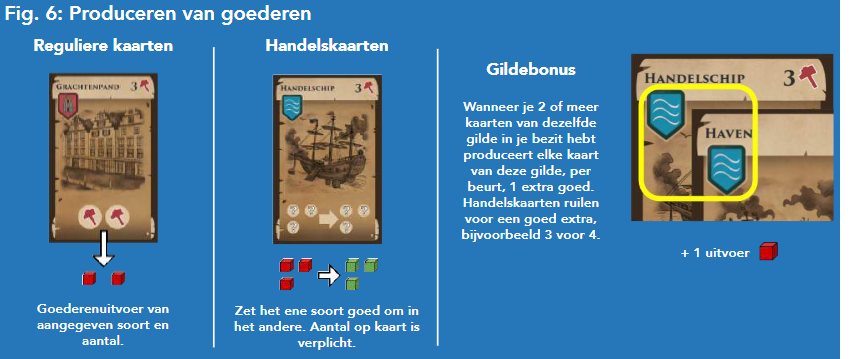 Fig. 6: Produceren van goederen
Reguliere kaarten
Grachtenpand 3
Goederenuitvoer van
aangegeven soort en
aantal.
Handelskaarten
Handelschip 3
? ? ? ?
? ?
Zet het ene soort goed om in
het andere. Aantal op kaart is
verplicht.
Gildebonus
Wanneer je 2 of meer
kaarten van dezelfde
gilde in je bezit hebt
produceert elke kaart
van deze gilde, per
beurt, 1 extra goed.
Handelskaarten ruilen
voor een goed extra,
bijvoorbeeld 3 voor 4.
Handelschip 3
Haven
+ 1 uitvoer